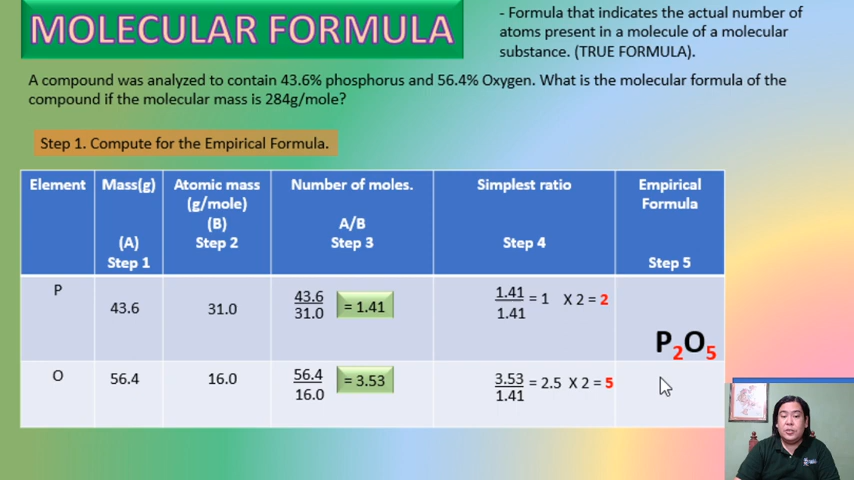 MOLECULAR FORMULA
- Formula that indicates the actual number of
atoms present in a molecule of a molecular
substance. (TRUE FORMULA).
A compound was analyzed to contain 43.6% phosphorus and 56.4% Oxygen. What is the molecular formula of the
compound if the molecular mass is 284g/mole?
Step 1. Compute for the Empirical Formula.
Element
Mass(g)
(A)
Step 1
Atomic mass
(g/mole)
(B)
Step 2
Number of moles.
A/B
Step 3
Simplest ratio
Step 4
Empirical
Formula
Step 5
P
43.6
31.0
43.6
31.0
= 1.41
1.41
1.41
= 1 X 2 = 2
P2O5
O
56.4
16.0
56.4
16.0
= 3.53
3.53
1.41
= 2.5 X 2 = 5